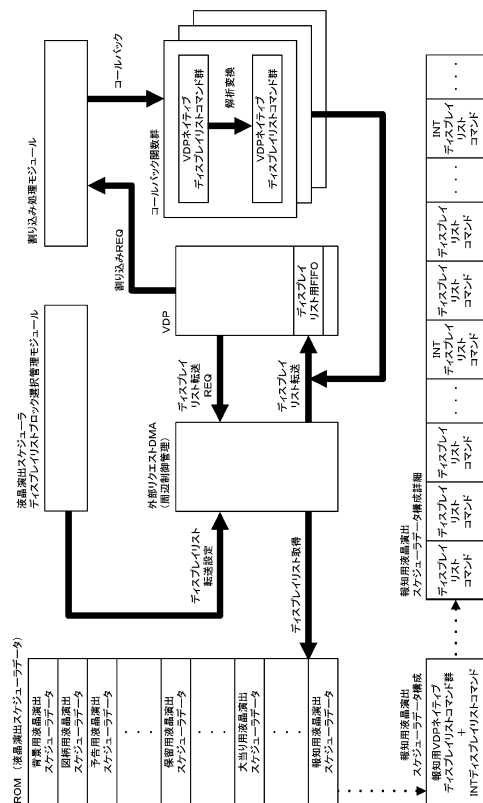 ROM (液晶演出スケジューラデータ)
背景用液晶演出
スケジューラデータ
図柄用液晶演出
スケジューラデータ
予告用液晶演出
スケジューラデータ
・・・
保留用液晶演出
スケジューラデータ
・・・
大当り用液晶演出
スケジューラデータ
・・・
報知用液晶演出
スケジューラデータ
液晶演出スケジューラ
ディスプレイリストブロック選択管理モジュール
割り込み処理モジュール
ディスプレイリスト
転送設定
割り込みREQ
コールバック
外部リクエストDMA
(周辺制御管理)
ディスプレイ
リスト転送
REQ
VDP
ディスプレイ
リスト用FIFO
コールバック関数群
VDPネイティブ
ディスプレイリストコマンド群
解析変換
VDPネイティブ
ディスプレイリストコマンド群
ディスプレイリスト取得
ディスプレイ
リスト転送
報知用液晶演出
スケジューラデータ構成
報知用VDPネイティブ
ディスプレイリストコマンド群
+
INTディスプレイリストコマンド
報知用液晶演出
スケジューラデータ構成詳細
ディスプレイ
リスト
コマンド
ディスプレイ
リスト
コマンド
ディスプレイ
リスト
コマンド
・・・
INT
ディスプレイ
リスト
コマンド
ディスプレイ
リスト
コマンド
ディスプレイ
リスト
コマンド
・・・
INT
ディスプレイ
リスト
コマンド
・・・